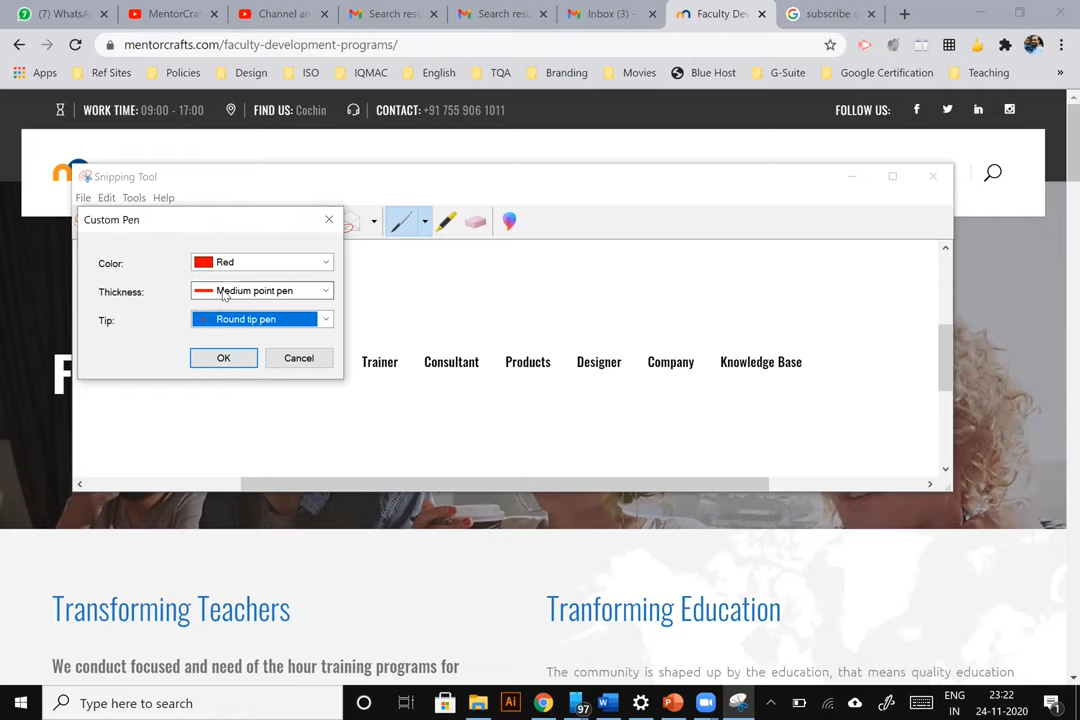 WhatsA
MentorCra
Channel an
Search resu
Search resu
Inbox (3) -
Faculty Dev
subscribe o
mentorcrafts.com/faculty-development-programs/
Apps Ref Sites Policies Design ISO IQMAC English TQA Branding Movies Blue Host G-Suite Google Certification Teaching »
WORK TIME: 09:00 - 17:00 FIND US: Cochin CONTACT: +91 755 906 1011 FOLLOW US:
Snipping Tool
File Edit Tools Help
Custom Pen
Color: Red
Thickness: Medium point pen
Tip: Round tip pen
OK Cancel
Trainer Consultant Products Designer Company Knowledge Base
F
Transforming Teachers
We conduct focused and need of the hour training programs for
Tranforming Education
The community is shaped up by the education, that means quality education
Type here to search
97
ENG
IN
23:22
24-11-2020
1